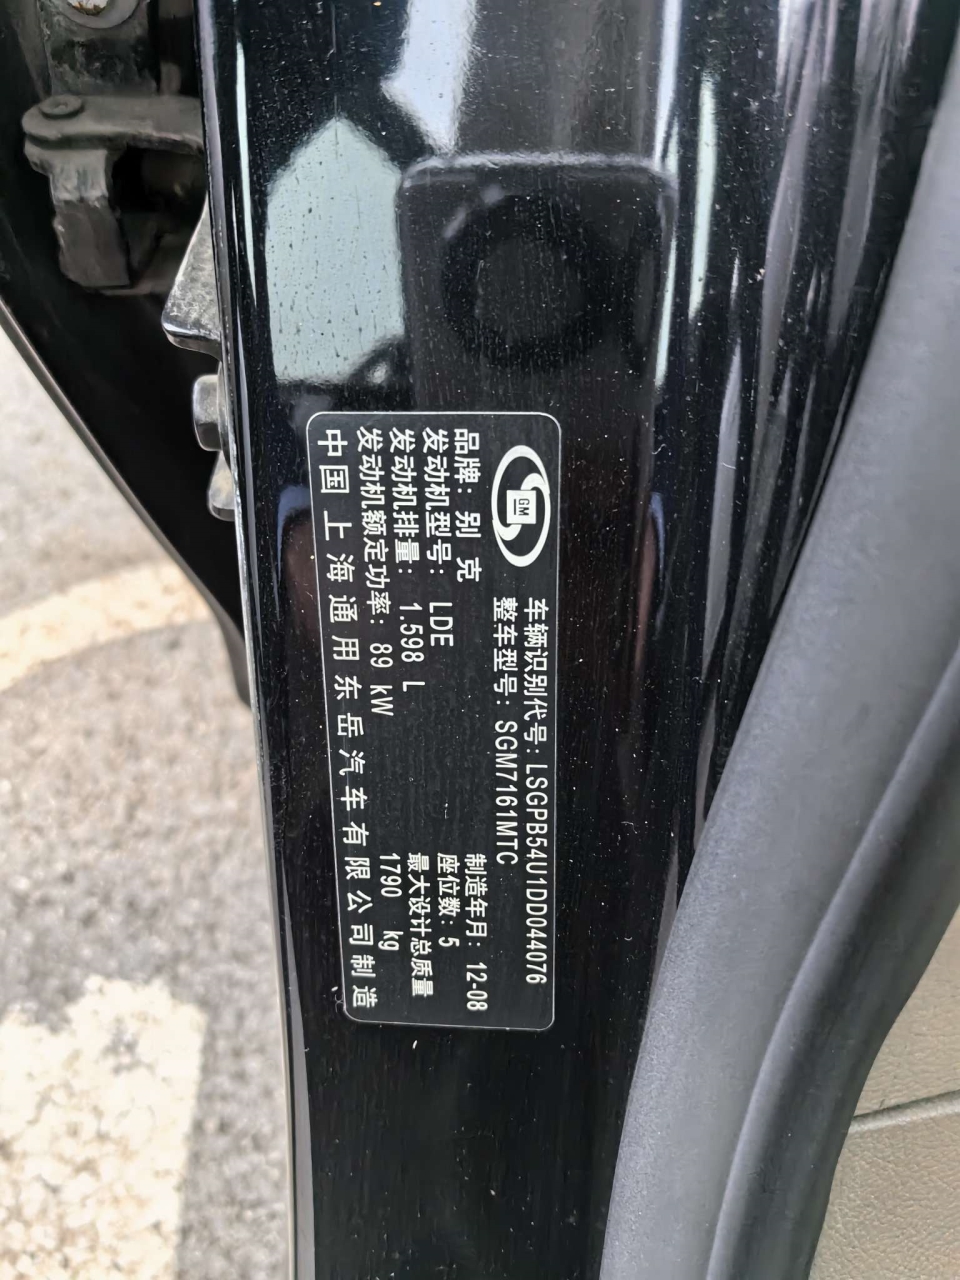 GM
车辆识别代号: LSGPB54U1DD044076
整车型号: SGM7161MTC
品牌: 别 克
制造年月: 12-08
发动机型号: LDE
座位数: 5
发动机排量: 1.598 L
最大设计总质量
发动机额定功率: 89 kW
1790 kg
中国 上海通用东岳汽车有限公司制造